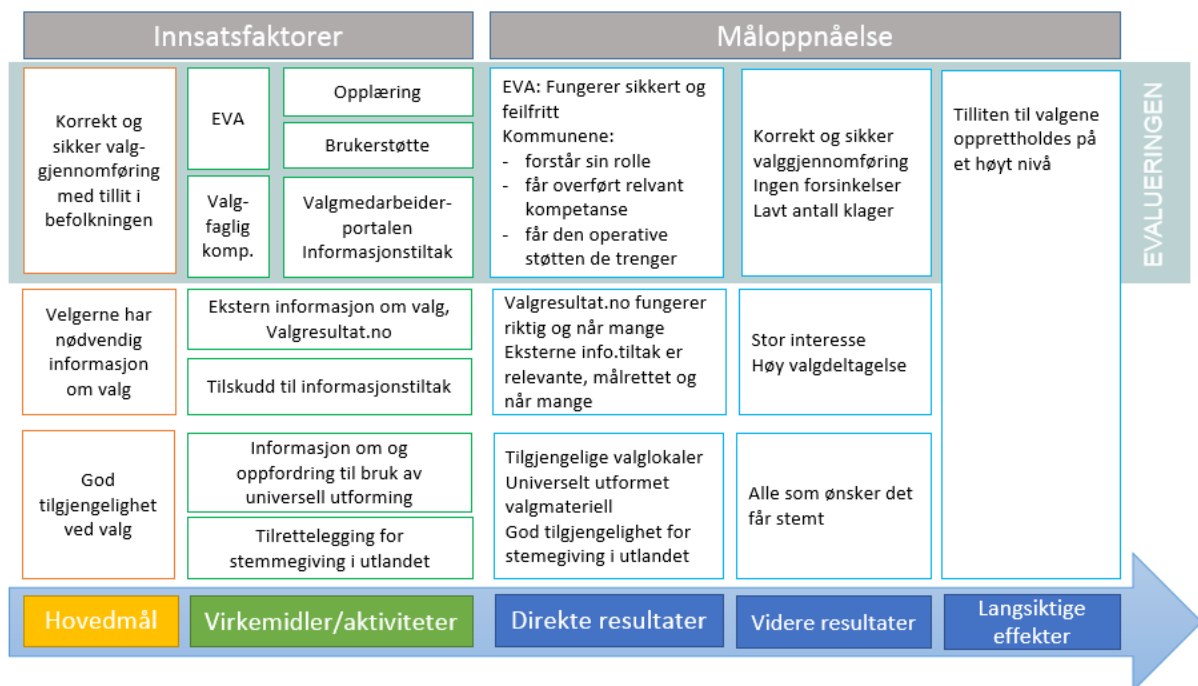 Innsatsfaktorer
Måloppnåelse
Korrekt og
sikker valg-
gjennomføring
med tillit i
befolkningen
EVA
Valg-
faglig
komp.
Opplæring
Brukerstøtte
Valgmedarbeider-
portalen
Informasjonstiltak
EVA: Fungerer sikkert og
feilfritt
Kommunene:
- forstår sin rolle
- får overført relvant
kompetanse
- får den operative
støtten de trenger
Korrekt og sikker
valggjennomføring
Ingen forsinkelser
Lavt antall klager
Tilliten til valgene
opprettholdes på
et høyt nivå
EVALUERINGEN
Velgerne har
nødvendig
informasjon
om valg
Ekstern informasjon om valg,
Valgresultat.no
Tilskudd til informasjonstiltak
Valgresultat.no fungerer
riktig og når mange
Eksterne info.tiltak er
relevante, målrettet og
når mange
Stor interesse
Høy valgdeltagelse
God
tilgjengelighet
ved valg
Informasjon om og
oppfordring til bruk av
universell utforming
Tilrettelegging for
stemmegiving i utlandet
Tilgjengelige valglokaler
Universelt utformet
valgmateriell
God tilgjengelighet for
stemegiving i utlandet
Alle som ønsker det
får stemt
Hovedmål
Virkemidler/aktiviteter
Direkte resultater
Videre resultater
Langsiktige
effekter